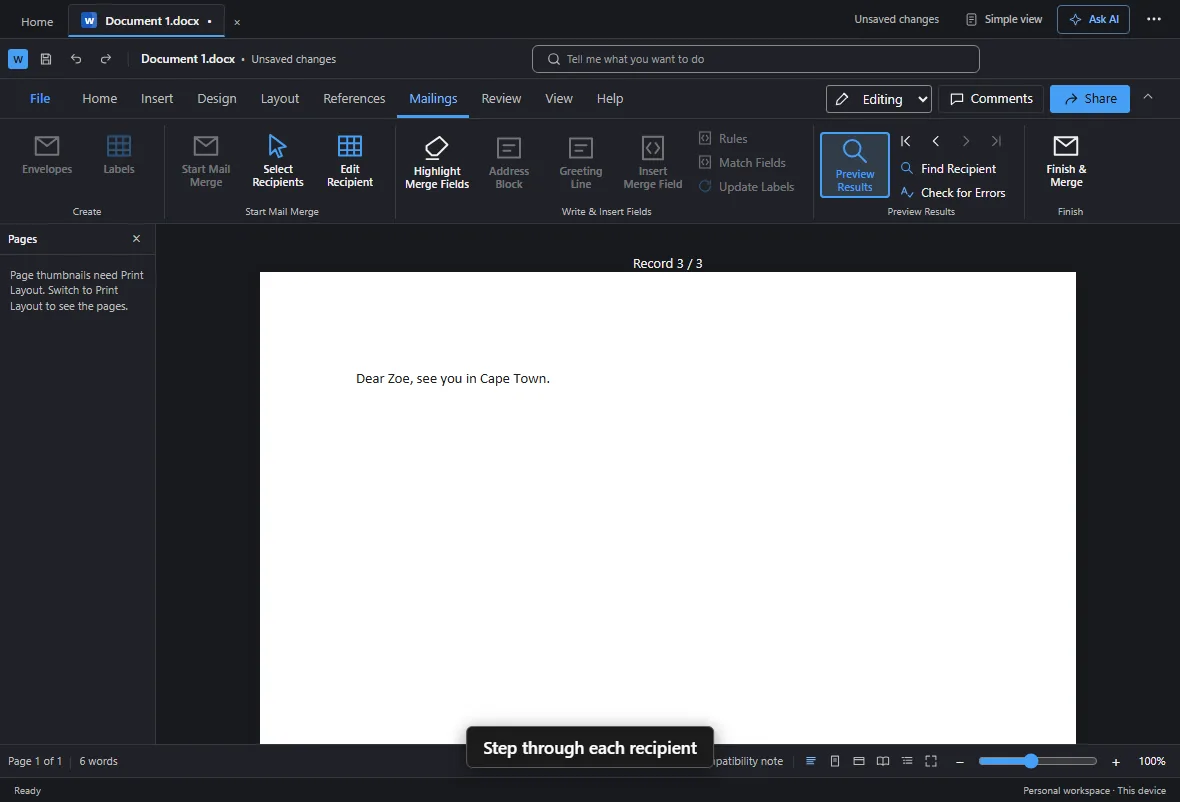 Home
Document 1.docx •
Unsaved changes
Simple view
Ask AI
W Document 1.docx • Unsaved changes
Tell me what you want to do
File Home Insert Design Layout References Mailings Review View Help
Editing
Comments
Share
Envelopes
Labels
Create
Start Mail
Merge
Select
Recipients
Edit
Recipient
Start Mail Merge
Highlight
Merge Fields
Address
Block
Greeting
Line
Insert
Merge Field
Rules
Match Fields
Update Labels
Write & Insert Fields
Preview
Results
Find Recipient
Check for Errors
Preview Results
Finish &
Merge
Finish
Pages
Page thumbnails need Print
Layout. Switch to Print
Layout to see the pages.
Record 3 / 3
Dear Zoe, see you in Cape Town.
Step through each recipient
Page 1 of 1
6 words
note
100%
Ready
Personal workspace · This device